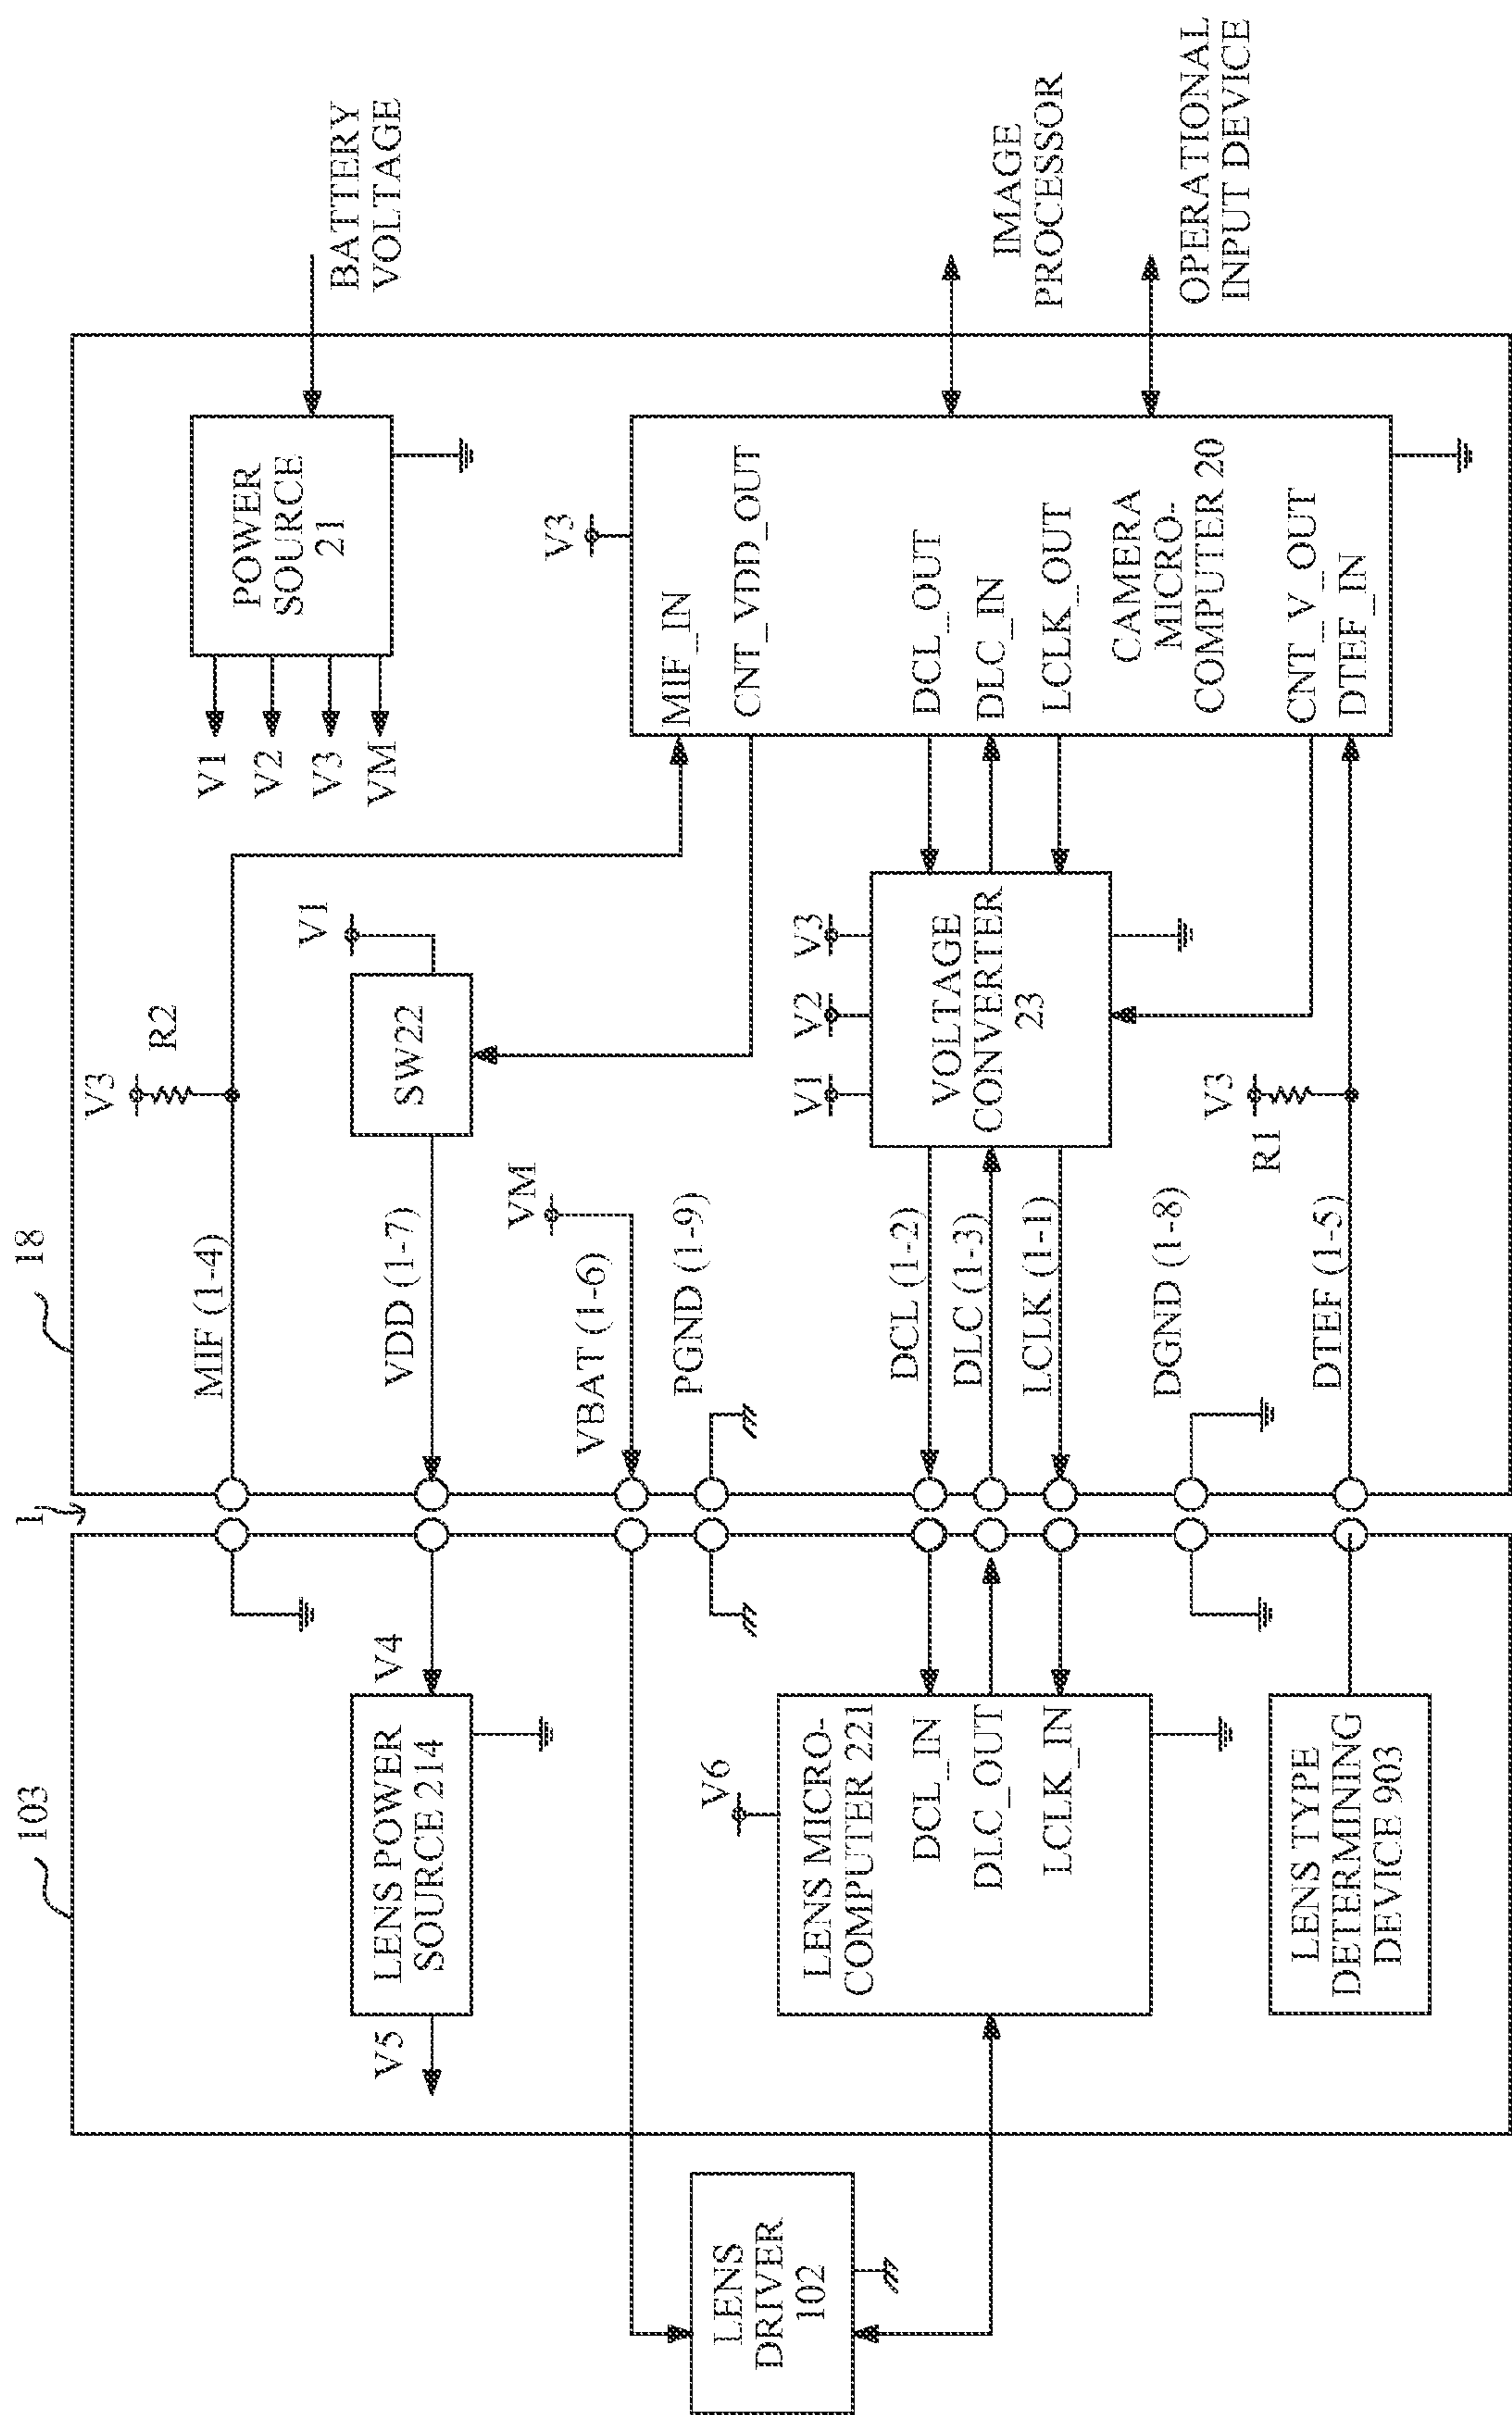 103
1
18
MIF (1-4)
V3
R2
V1
SW22
VDD (1-7)
V4
LENS POWER
SOURCE 214
V5
V1
V2
V3
VM
POWER
SOURCE
21
BATTERY
VOLTAGE
VM
VBAT (1-6)
PGND (1-9)
V3
MIF_IN
CNT_VDD_OUT
DCL_OUT
DLC_IN
LCLK_OUT
CAMERA
MICRO-
COMPUTER 20
CNT_V_OUT
DTEF_IN
IMAGE
PROCESSOR
OPERATIONAL
INPUT DEVICE
V1
V2
V3
VOLTAGE
CONVERTER
23
DCL (1-2)
DLC (1-3)
LCLK (1-1)
DGND (1-8)
V3
R1
DTEF (1-5)
LENS
DRIVER
102
V6
LENS MICRO-
COMPUTER 221
DCL_IN
DLC_OUT
LCLK_IN
LENS TYPE
DETERMINING
DEVICE 903